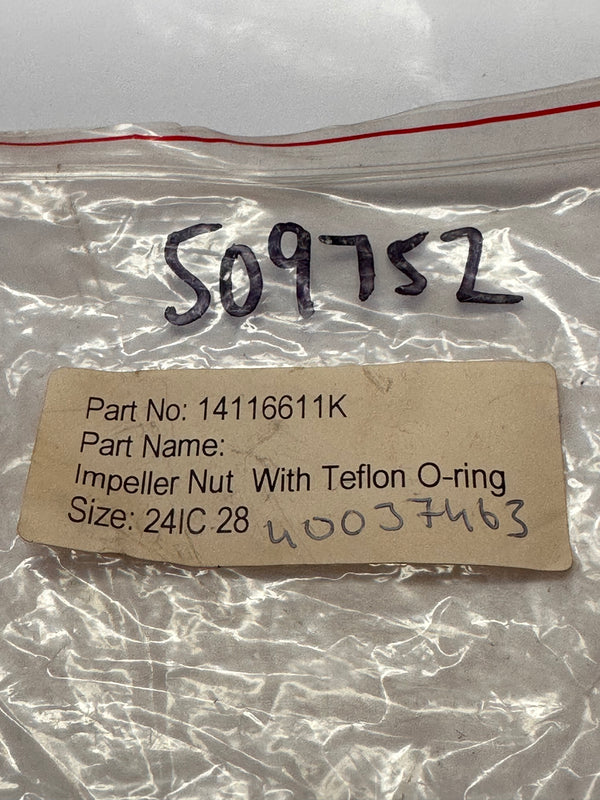 509752
Part No: 14116611K
Part Name:
Impeller Nut With Teflon O-ring
Size: 24IC 28 40037463